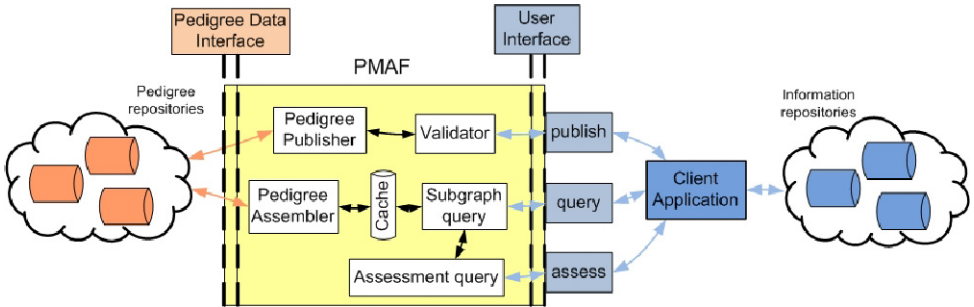 Pedigree Data
Interface
User
Interface
PMAF
Pedigree
repositories
Information
repositories
Pedigree
Publisher
Validator
publish
Pedigree
Assembler
Cache
Subgraph
query
query
Client
Application
Assessment query
assess